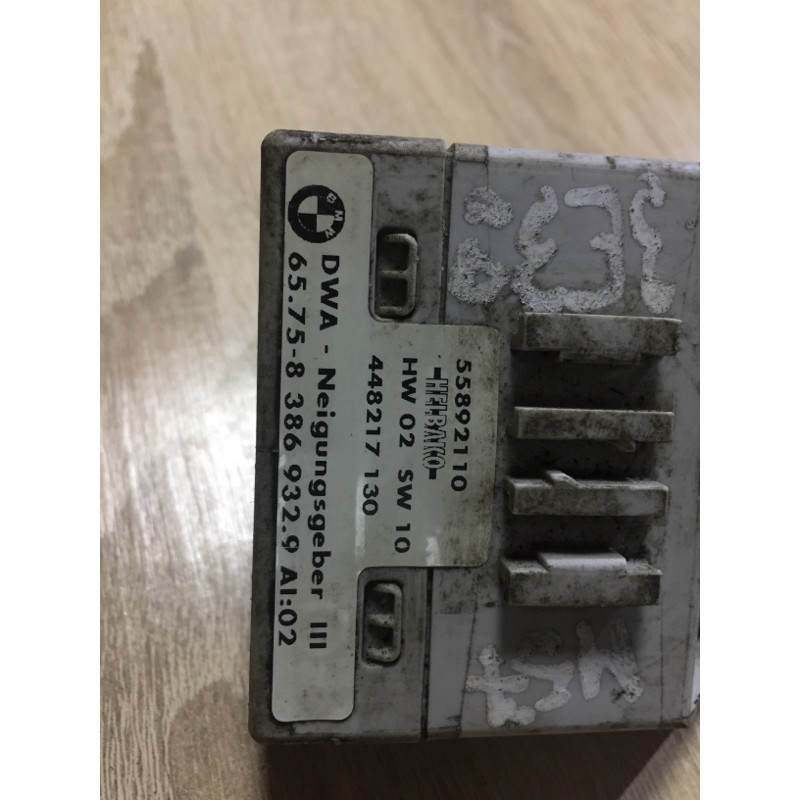 BMW
DWA - Neigungsgeber III
65.75-8 386 932.9 AI:02
55892110
HELBAKO
HW 02 SW 10
448217 130
N57